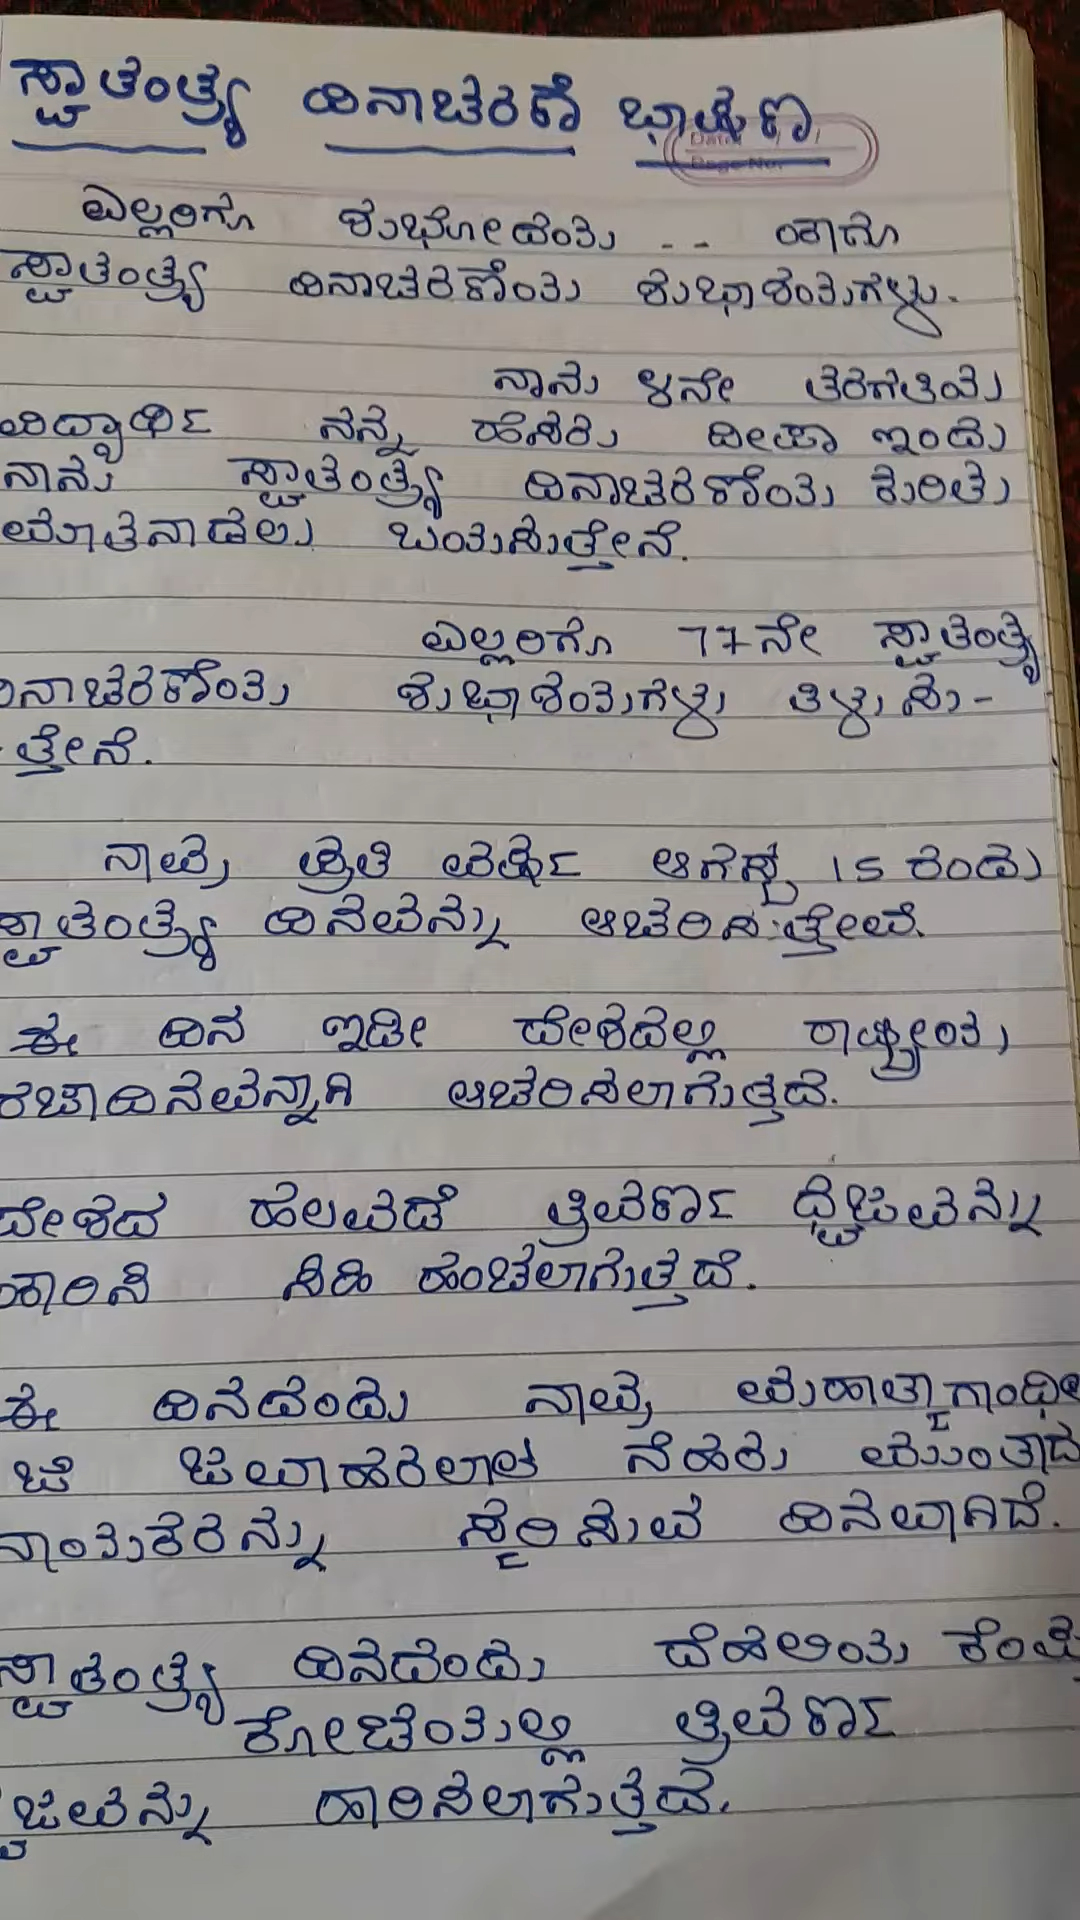 ಸ್ವಾತಂತ್ರ್ಯ ದಿನಾಚರಣೆ ಭಾಷಣ
ಎಲ್ಲರಿಗೂ ಶುಭೋದಯ .. ಹಾಗೂ
ಸ್ವಾತಂತ್ರ್ಯ ದಿನಾಚರಣೆಯ ಶುಭಾಶಯಗಳು.
ನಾನು ೪ನೇ ತರಗತಿಯ
ವಿದ್ಯಾರ್ಥಿ ನನ್ನ ಹೆಸರು ದೀಪಾ ಇಂದು
ನಾನು ಸ್ವಾತಂತ್ರ್ಯ ದಿನಾಚರಣೆಯ ಕುರಿತು
ಮಾತನಾಡಲು ಬಯಸುತ್ತೇನೆ.
ಎಲ್ಲರಿಗೂ 77ನೇ ಸ್ವಾತಂತ್ರ್ಯ
ದಿನಾಚರಣೆಯ ಶುಭಾಶಯಗಳು ತಿಳಿಸು-
ತ್ತೇನೆ.
ನಾವು ಪ್ರತಿ ವರ್ಷ ಆಗಸ್ಟ್ 15 ರಂದು
ಸ್ವಾತಂತ್ರ್ಯ ದಿನವನ್ನು ಆಚರಿಸುತ್ತೇವೆ.
ಈ ದಿನ ಇಡೀ ದೇಶದಲ್ಲಿ ರಾಷ್ಟ್ರೀಯ
ರಜಾದಿನವನ್ನಾಗಿ ಆಚರಿಸಲಾಗುತ್ತದೆ.
ದೇಶದ ಹಲವಡೆ ತ್ರಿವರ್ಣ ಧ್ವಜವನ್ನು
ಹಾರಿಸಿ ಸಿಹಿ ಹಂಚಲಾಗುತ್ತದೆ.
ಈ ದಿನದಂದು ನಾವು ಮಹಾತ್ಮಾಗಾಂಧೀ
ಜಿ ಜವಾಹರಲಾಲ ನೆಹರು ಮುಂತಾದ
ನಾಯಕರನ್ನು ಸ್ಮರಿಸುವ ದಿನವಾಗಿದೆ.
ಸ್ವಾತಂತ್ರ್ಯ ದಿನದಂದು ದೆಹಲಿಯ ಕೆಂಪು
ಕೋಟೆಯಲ್ಲಿ ತ್ರಿವರ್ಣ
ಧ್ವಜವನ್ನು ಹಾರಿಸಲಾಗುತ್ತದೆ.